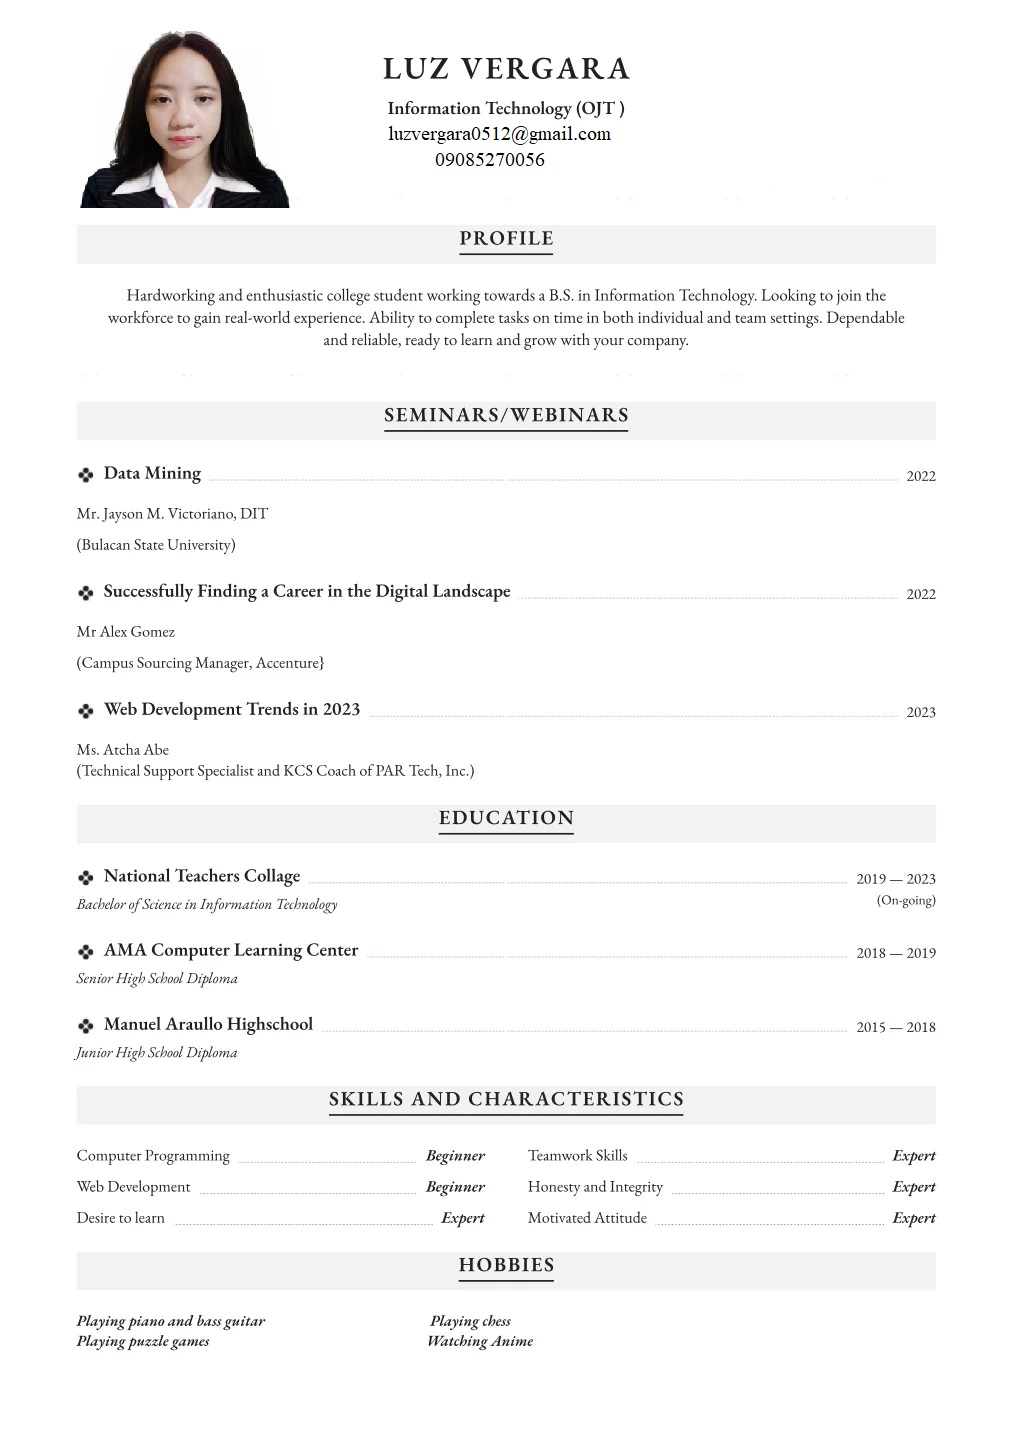 LUZ VERGARA
Information Technology (OJT )
luzvergara0512@gmail.com
09085270056
PROFILE
Hardworking and enthusiastic college student working towards a B.S. in Information Technology. Looking to join the
workforce to gain real-world experience. Ability to complete tasks on time in both individual and team settings. Dependable
and reliable, ready to learn and grow with your company.
SEMINARS/WEBINARS
Data Mining 2022
Mr. Jayson M. Victoriano, DIT
(Bulacan State University)
Successfully Finding a Career in the Digital Landscape 2022
Mr Alex Gomez
(Campus Sourcing Manager, Accenture}
Web Development Trends in 2023 2023
Ms. Atcha Abe
(Technical Support Specialist and KCS Coach of PAR Tech, Inc.)
EDUCATION
National Teachers Collage 2019 — 2023
Bachelor of Science in Information Technology (On-going)
AMA Computer Learning Center 2018 — 2019
Senior High School Diploma
Manuel Araullo Highschool 2015 — 2018
Junior High School Diploma
SKILLS AND CHARACTERISTICS
Computer Programming Beginner Teamwork Skills Expert
Web Development Beginner Honesty and Integrity Expert
Desire to learn Expert Motivated Attitude Expert
HOBBIES
Playing piano and bass guitar Playing chess
Playing puzzle games Watching Anime